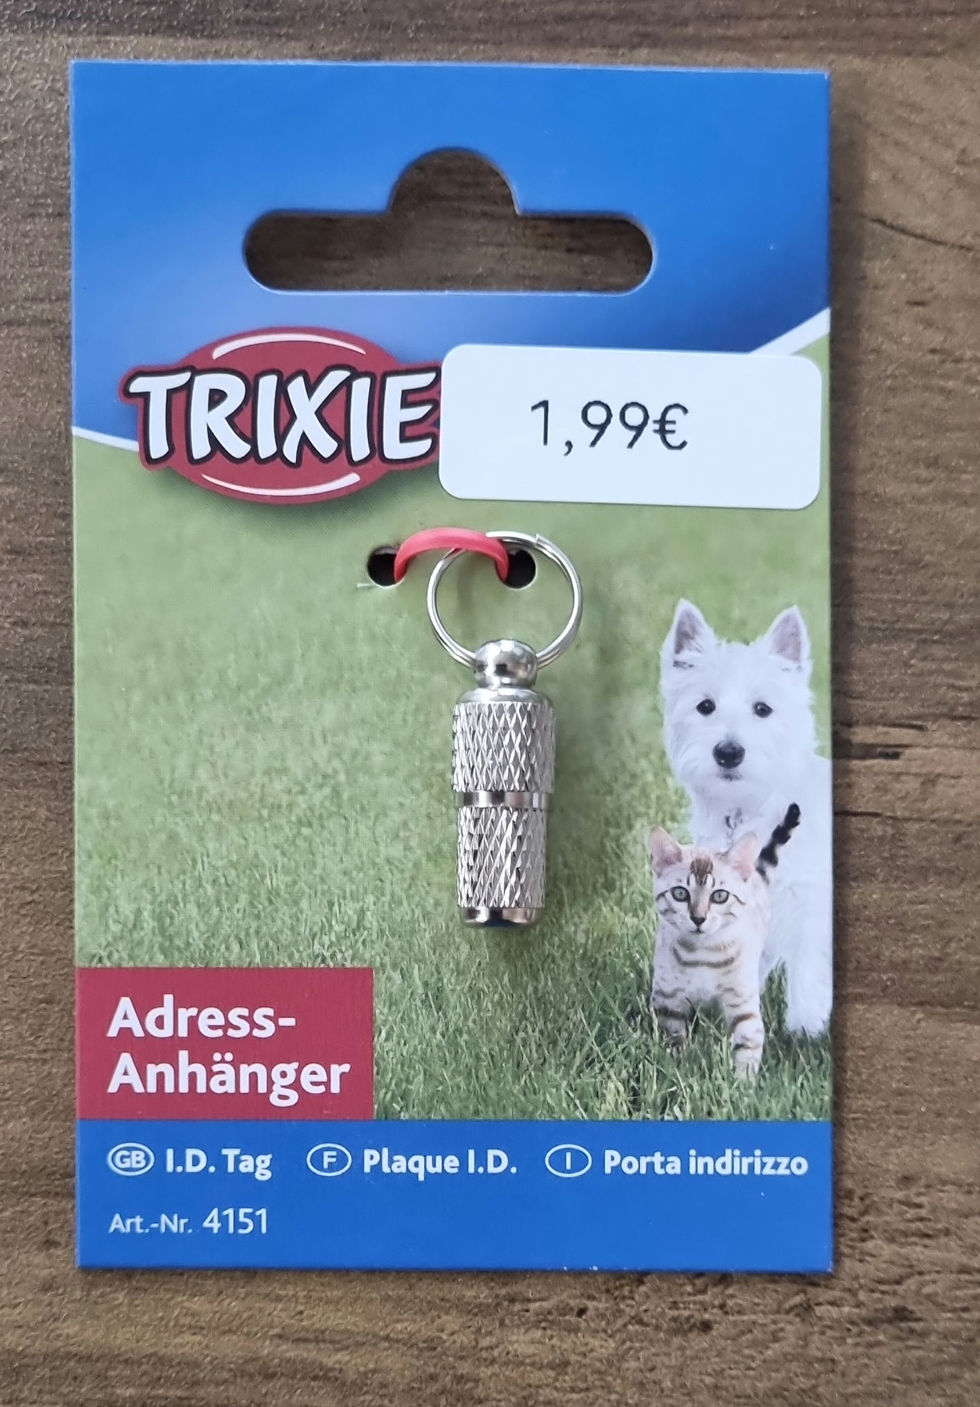 TRIXIE
1,99€
Adress-
Anhänger
GB I.D. Tag F Plaque I.D. I Porta indirizzo
Art.-Nr. 4151